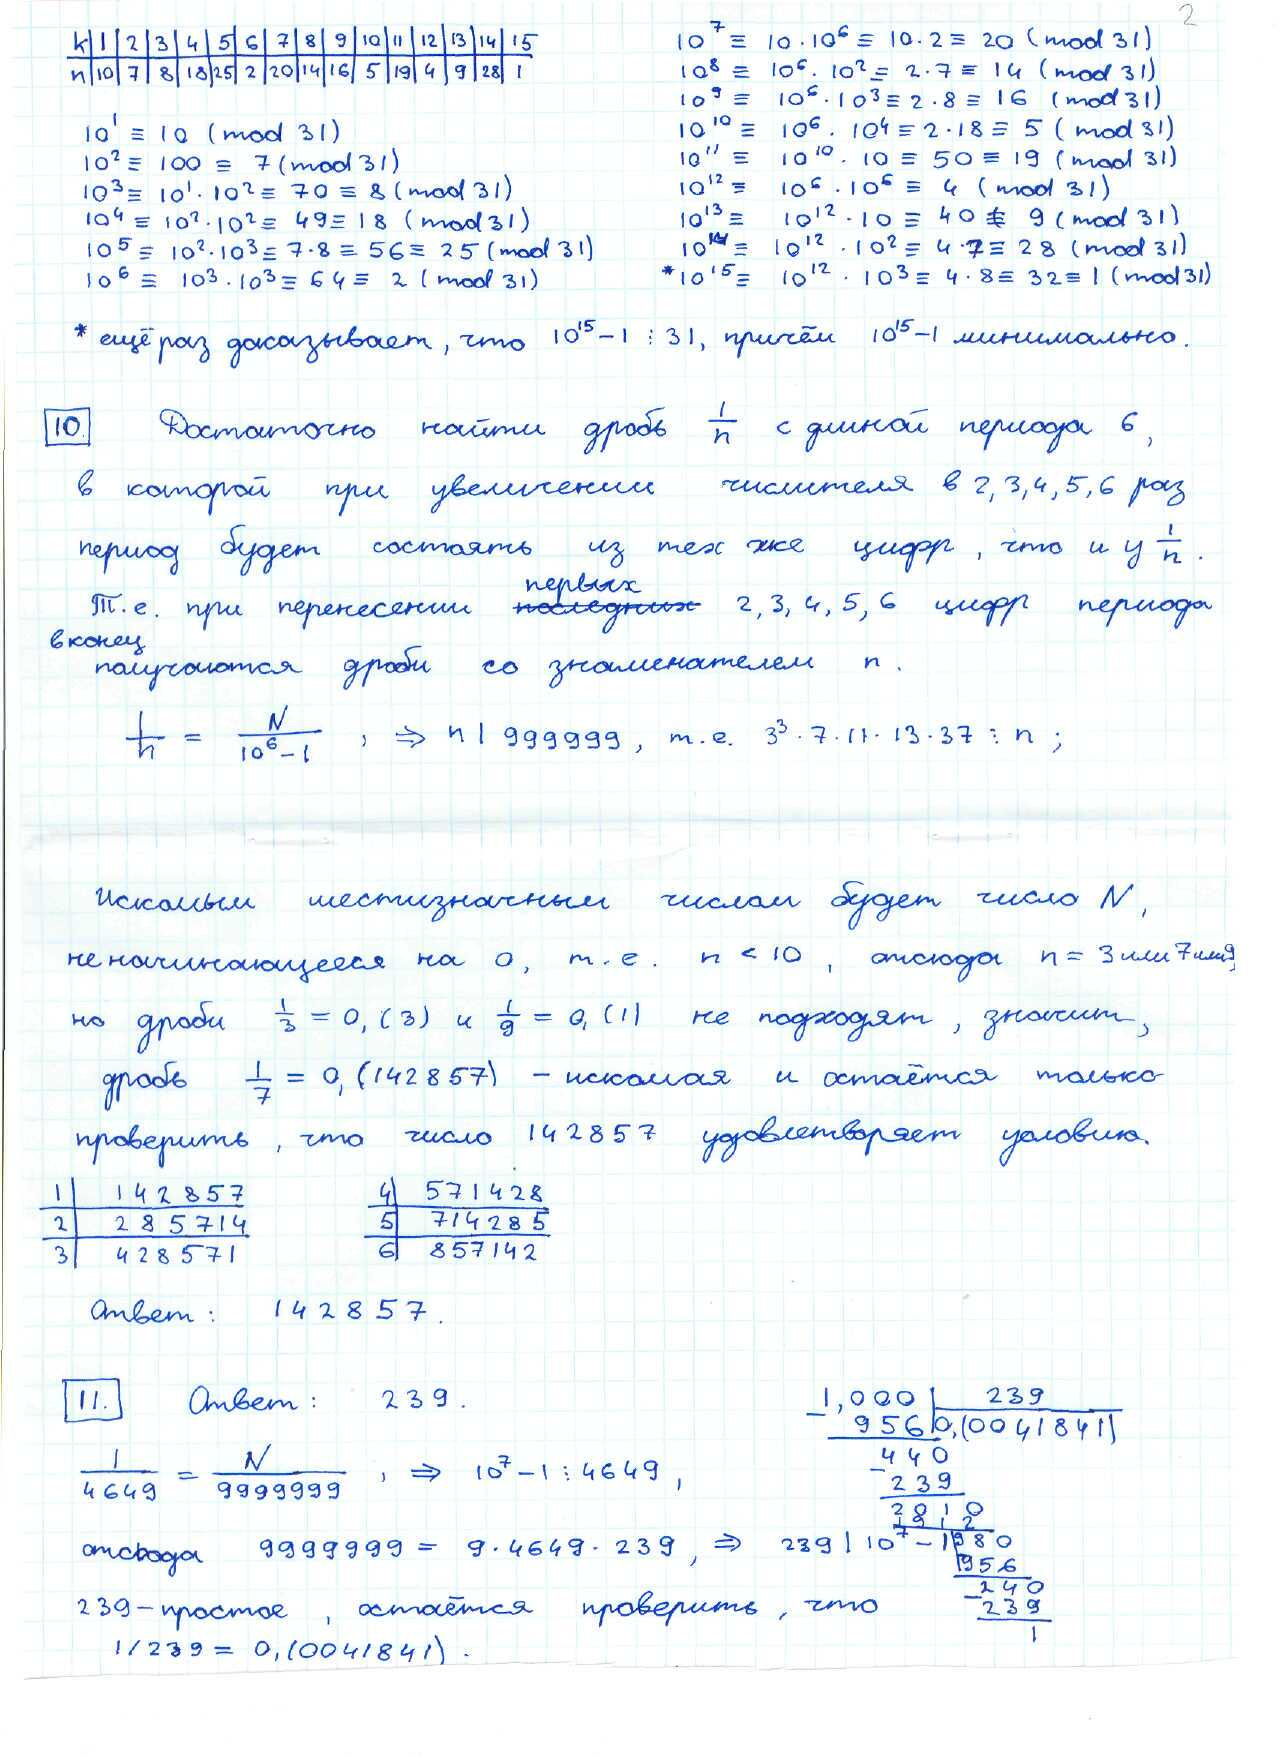 2
k | 1 | 2 | 3 | 4 | 5 | 6 | 7 | 8 | 9 | 10 | 11 | 12 | 13 | 14 | 15
n | 10 | 7 | 8 | 18 | 25 | 2 | 20 | 14 | 16 | 5 | 19 | 4 | 9 | 28 | 1
10¹ ≡ 10 (mod 31)
10² ≡ 100 ≡ 7 (mod 31)
10³ ≡ 10¹·10² ≡ 70 ≡ 8 (mod 31)
10⁴ ≡ 10²·10² ≡ 49 ≡ 18 (mod 31)
10⁵ ≡ 10²·10³ ≡ 7·8 ≡ 56 ≡ 25 (mod 31)
10⁶ ≡ 10³·10³ ≡ 64 ≡ 2 (mod 31)
10⁷ ≡ 10·10⁶ ≡ 10·2 ≡ 20 (mod 31)
10⁸ ≡ 10⁶·10² ≡ 2·7 ≡ 14 (mod 31)
10⁹ ≡ 10⁶·10³ ≡ 2·8 ≡ 16 (mod 31)
10¹⁰ ≡ 10⁶·10⁴ ≡ 2·18 ≡ 5 (mod 31)
10¹¹ ≡ 10¹⁰·10 ≡ 50 ≡ 19 (mod 31)
10¹² ≡ 10⁶·10⁶ ≡ 4 (mod 31)
10¹³ ≡ 10¹²·10 ≡ 40 ≡ 9 (mod 31)
10¹⁴ ≡ 10¹²·10² ≡ 4·7 ≡ 28 (mod 31)
*10¹⁵ ≡ 10¹²·10³ ≡ 4·8 ≡ 32 ≡ 1 (mod 31)
* ещё раз доказывает, что 10¹⁵-1 ⋮ 31, причём 10¹⁵-1 минимально.
10. Достаточно найти дробь 1/n с длиной периода 6,
в которой при увеличении числителя в 2, 3, 4, 5, 6 раз
период будет состоять из тех же цифр, что и у 1/n.
Т.е. при перенесении первых последних 2, 3, 4, 5, 6 цифр периода
в конец
получаются дроби со знаменателем n.
1/n = N/(10⁶-1), ⇒ n | 999999, т.е. 3³·7·11·13·37 ⋮ n;
Искомым шестизначным числом будет число N,
не начинающееся на 0, т.е. n < 10, отсюда n = 3 или 7 или 9,
но дроби 1/3 = 0,(3) и 1/9 = 0,(1) не подходят, значит,
дробь 1/7 = 0,(142857) - искомая и остаётся только
проверить, что число 142857 удовлетворяет условию.
1 | 142857
2 | 285714
3 | 428571
4 | 571428
5 | 714285
6 | 857142
Ответ: 142857.
11. Ответ: 239.
1/4649 = N/9999999, ⇒ 10⁷-1 ⋮ 4649,
отсюда 9999999 = 9·4649·239, ⇒ 239 | 10⁷-1
239 - простое, остаётся проверить, что
1/239 = 0,(0041841).
1,000 | 239
- 956 0,(0041841)
440
- 239
2010
1912
980
956
240
- 239
1